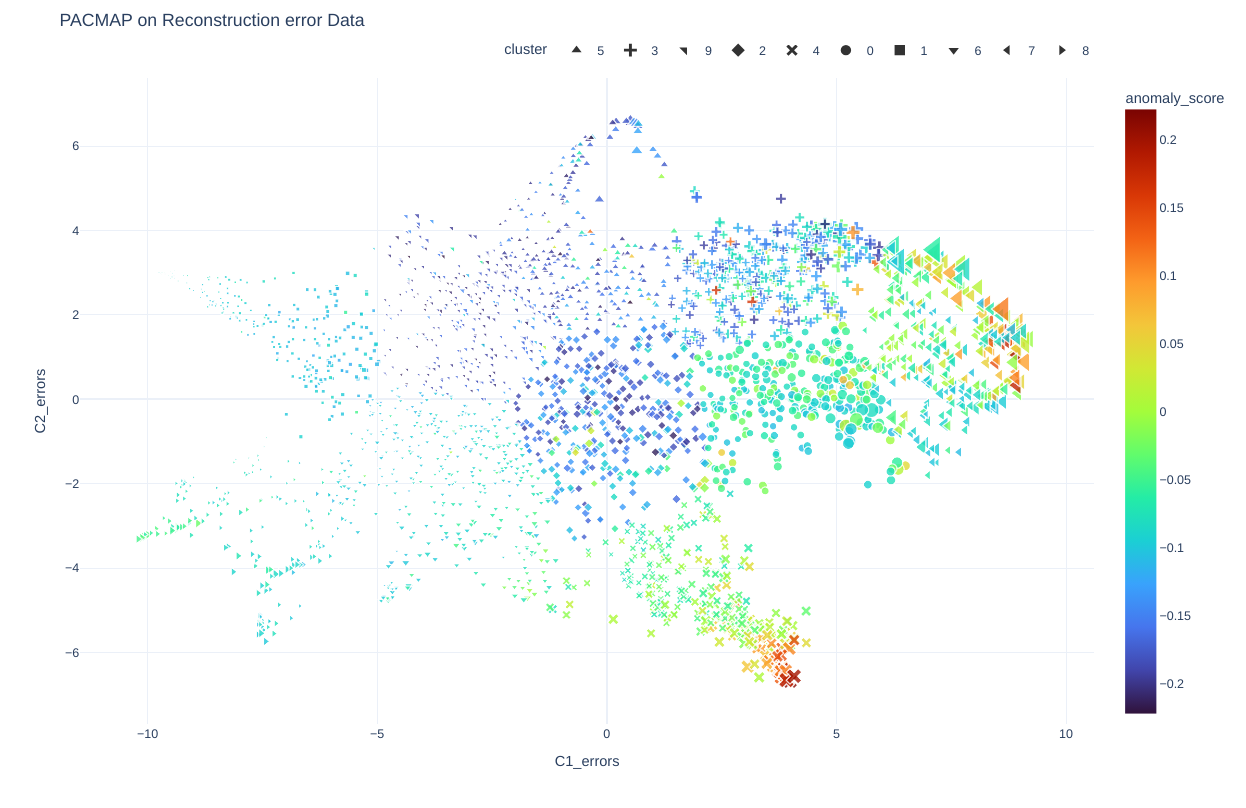 PACMAP on Reconstruction error Data
cluster 5 3 9 2 4 0 1 6 7 8
anomaly_score
0.2
0.15
0.1
0.05
0
−0.05
−0.1
−0.15
−0.2
6
4
2
0
−2
−4
−6
C2_errors
−10 −5 0 5 10
C1_errors